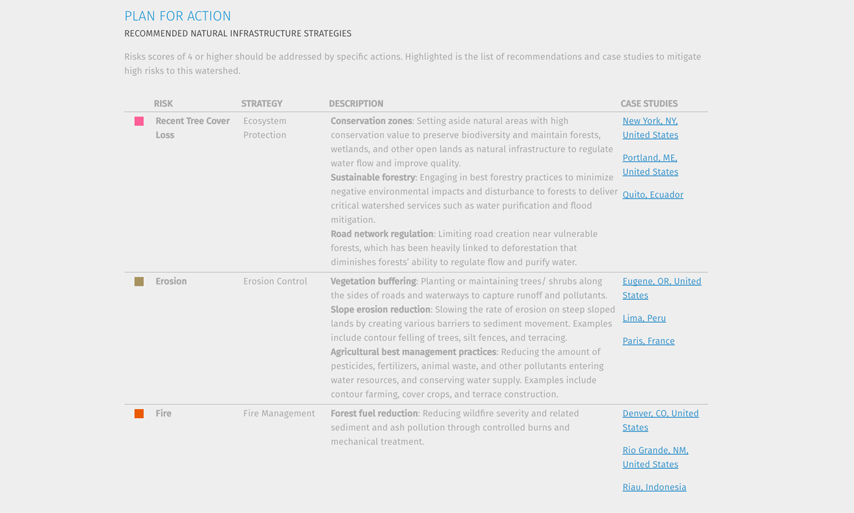 PLAN FOR ACTION
RECOMMENDED NATURAL INFRASTRUCTURE STRATEGIES
Risks scores of 4 or higher should be addressed by specific actions. Highlighted is the list of recommendations and case studies to mitigate
high risks to this watershed.
RISK STRATEGY DESCRIPTION CASE STUDIES
Recent Tree Cover
Loss
Ecosystem
Protection
Conservation zones: Setting aside natural areas with high
conservation value to preserve biodiversity and maintain forests,
wetlands, and other open lands as natural infrastructure to regulate
water flow and improve quality.
Sustainable forestry: Engaging in best forestry practices to minimize
negative environmental impacts and disturbance to forests to deliver
critical watershed services such as water purification and flood
mitigation.
Road network regulation: Limiting road creation near vulnerable
forests, which has been heavily linked to deforestation that
diminishes forests' ability to regulate flow and purify water.
New York, NY,
United States
Portland, ME,
United States
Quito, Ecuador
Erosion
Erosion Control
Vegetation buffering: Planting or maintaining trees/ shrubs along
the sides of roads and waterways to capture runoff and pollutants.
Slope erosion reduction: Slowing the rate of erosion on steep sloped
lands by creating various barriers to sediment movement. Examples
include contour felling of trees, silt fences, and terracing.
Agricultural best management practices: Reducing the amount of
pesticides, fertilizers, animal waste, and other pollutants entering
water resources, and conserving water supply. Examples include
contour farming, cover crops, and terrace construction.
Eugene, OR, United
States
Lima, Peru
Paris, France
Fire
Fire Management
Forest fuel reduction: Reducing wildfire severity and related
sediment and ash pollution through controlled burns and
mechanical treatment.
Denver, CO, United
States
Rio Grande, NM,
United States
Riau, Indonesia